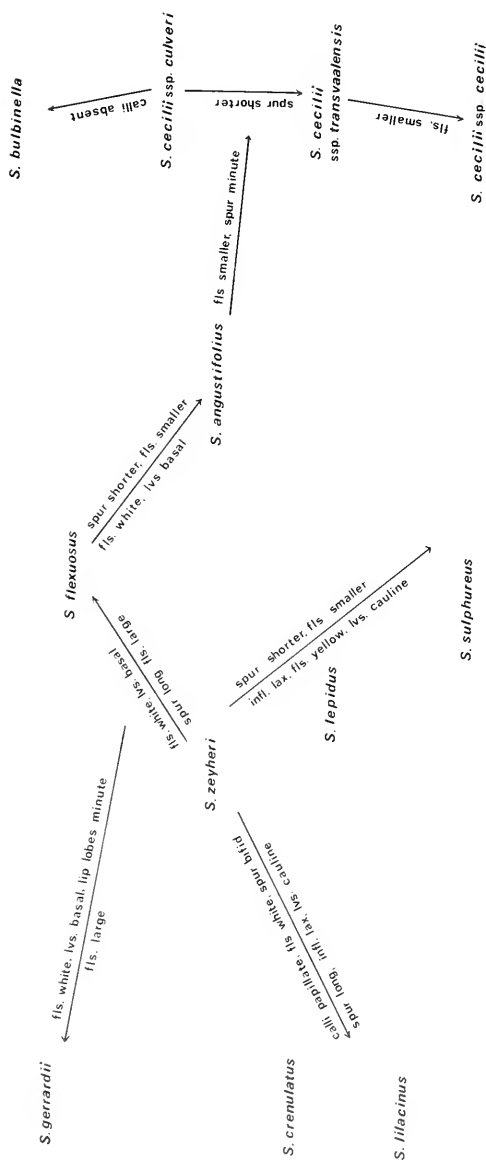 S. bulbinella
S. gerrardii
fls. white, lvs. basal, lip lobes minute
fls. large
S flexuosus
calli absent
spur shorter, fls. smaller
fls. white, lvs basal
fls. white, lvs. basal
spur long fls. large
S. cecilii ssp. culveri
S. zeyheri
S. angustifolius
fls smaller, spur minute
spur shorter
S. crenulatus
calli papillate, fls white, spur bifid
spur long, infl. lax, lvs. cauline
spur shorter, fls smaller
infl. lax, fls. yellow, lvs. cauline
S. lepidus
S. cecilii
ssp. transvaalensis
S. lilacinus
fls. smaller
S. sulphureus
S. cecilii ssp. cecilii